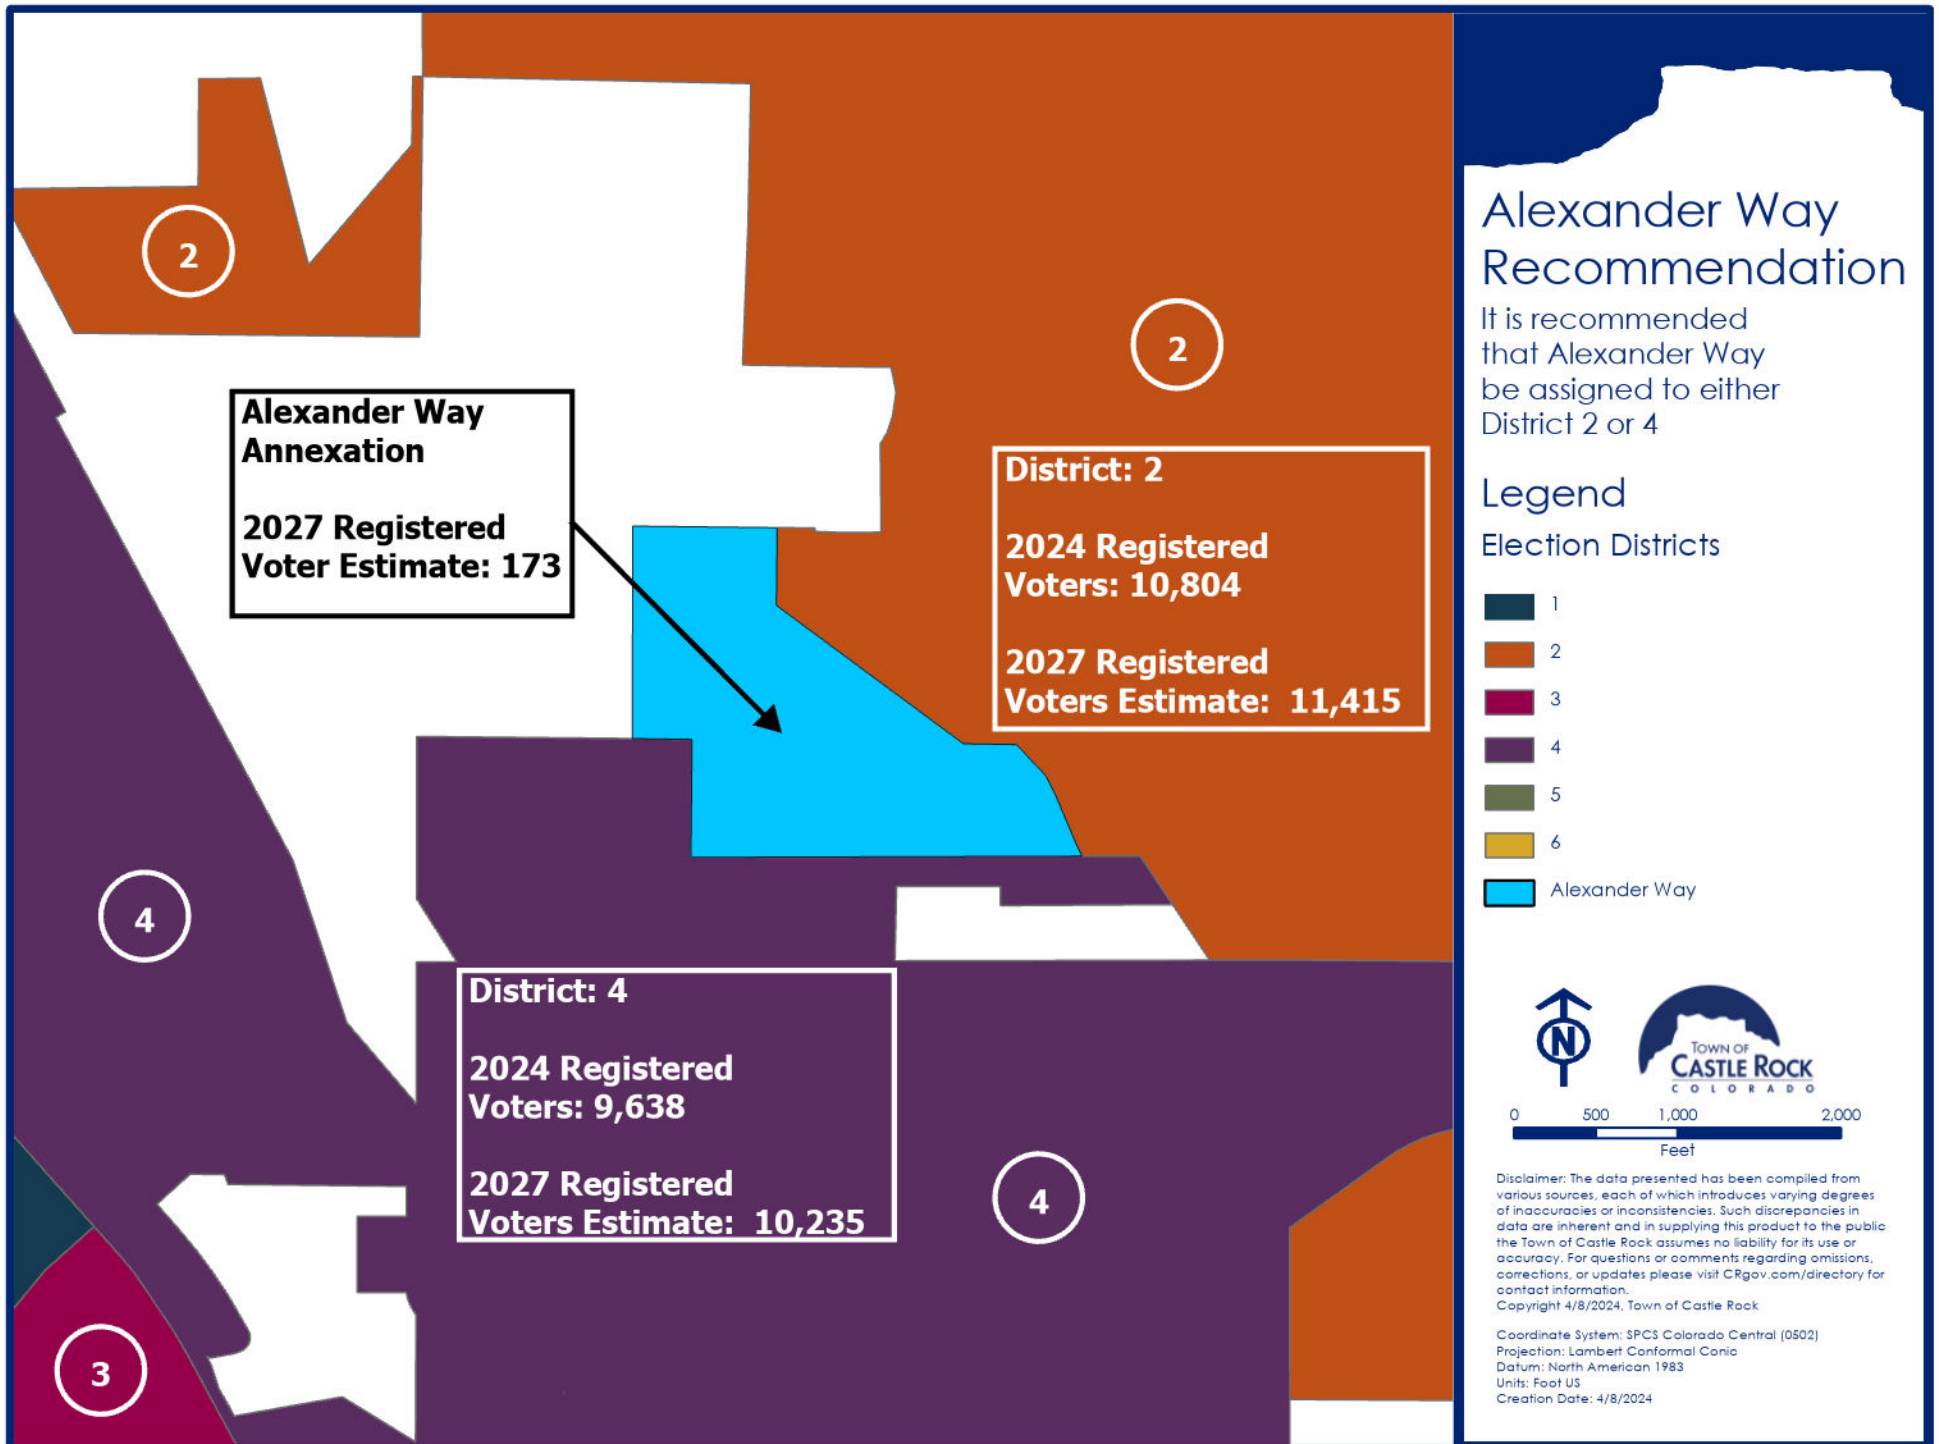 2
2
Alexander Way
Annexation
2027 Registered
Voter Estimate: 173
District: 2
2024 Registered
Voters: 10,804
2027 Registered
Voters Estimate: 11,415
4
District: 4
2024 Registered
Voters: 9,638
2027 Registered
Voters Estimate: 10,235
4
3
Alexander Way
Recommendation
It is recommended
that Alexander Way
be assigned to either
District 2 or 4
Legend
Election Districts
1
2
3
4
5
6
Alexander Way
N
TOWN OF
CASTLE ROCK
COLORADO
0 500 1,000 2,000
Feet
Disclaimer: The data presented has been compiled from
various sources, each of which introduces varying degrees
of inaccuracies or inconsistencies. Such discrepancies in
data are inherent and in supplying this product to the public
the Town of Castle Rock assumes no liability for its use or
accuracy. For questions or comments regarding omissions,
corrections, or updates please visit CRgov.com/directory for
contact information.
Copyright 4/8/2024, Town of Castle Rock
Coordinate System: SPCS Colorado Central (0502)
Projection: Lambert Conformal Conic
Datum: North American 1983
Units: Foot US
Creation Date: 4/8/2024